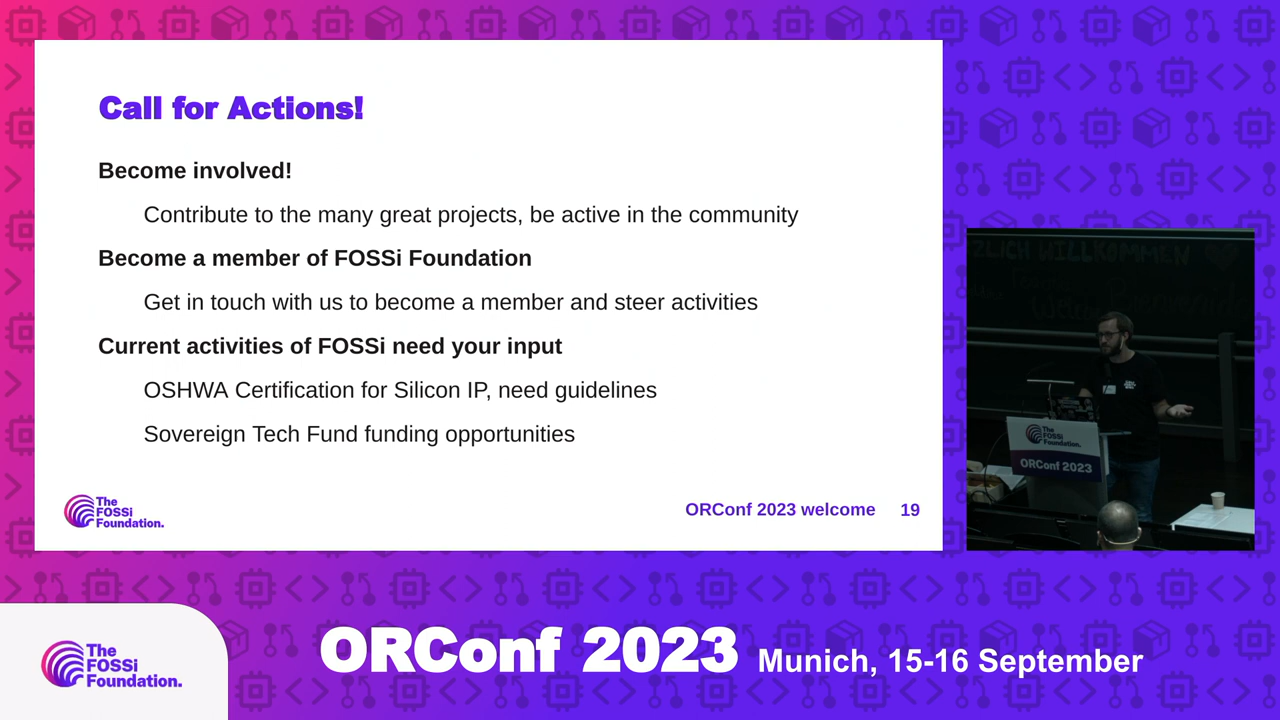 Call for Actions!
Become involved!
Contribute to the many great projects, be active in the community
Become a member of FOSSi Foundation
Get in touch with us to become a member and steer activities
Current activities of FOSSi need your input
OSHWA Certification for Silicon IP, need guidelines
Sovereign Tech Fund funding opportunities
The
FOSSi
Foundation.
ORConf 2023 welcome 19
ZLICH WILLKOMMEN
The
FOSSi
Foundation.
ORConf 2023
The
FOSSi
Foundation.
ORConf 2023 Munich, 15-16 September